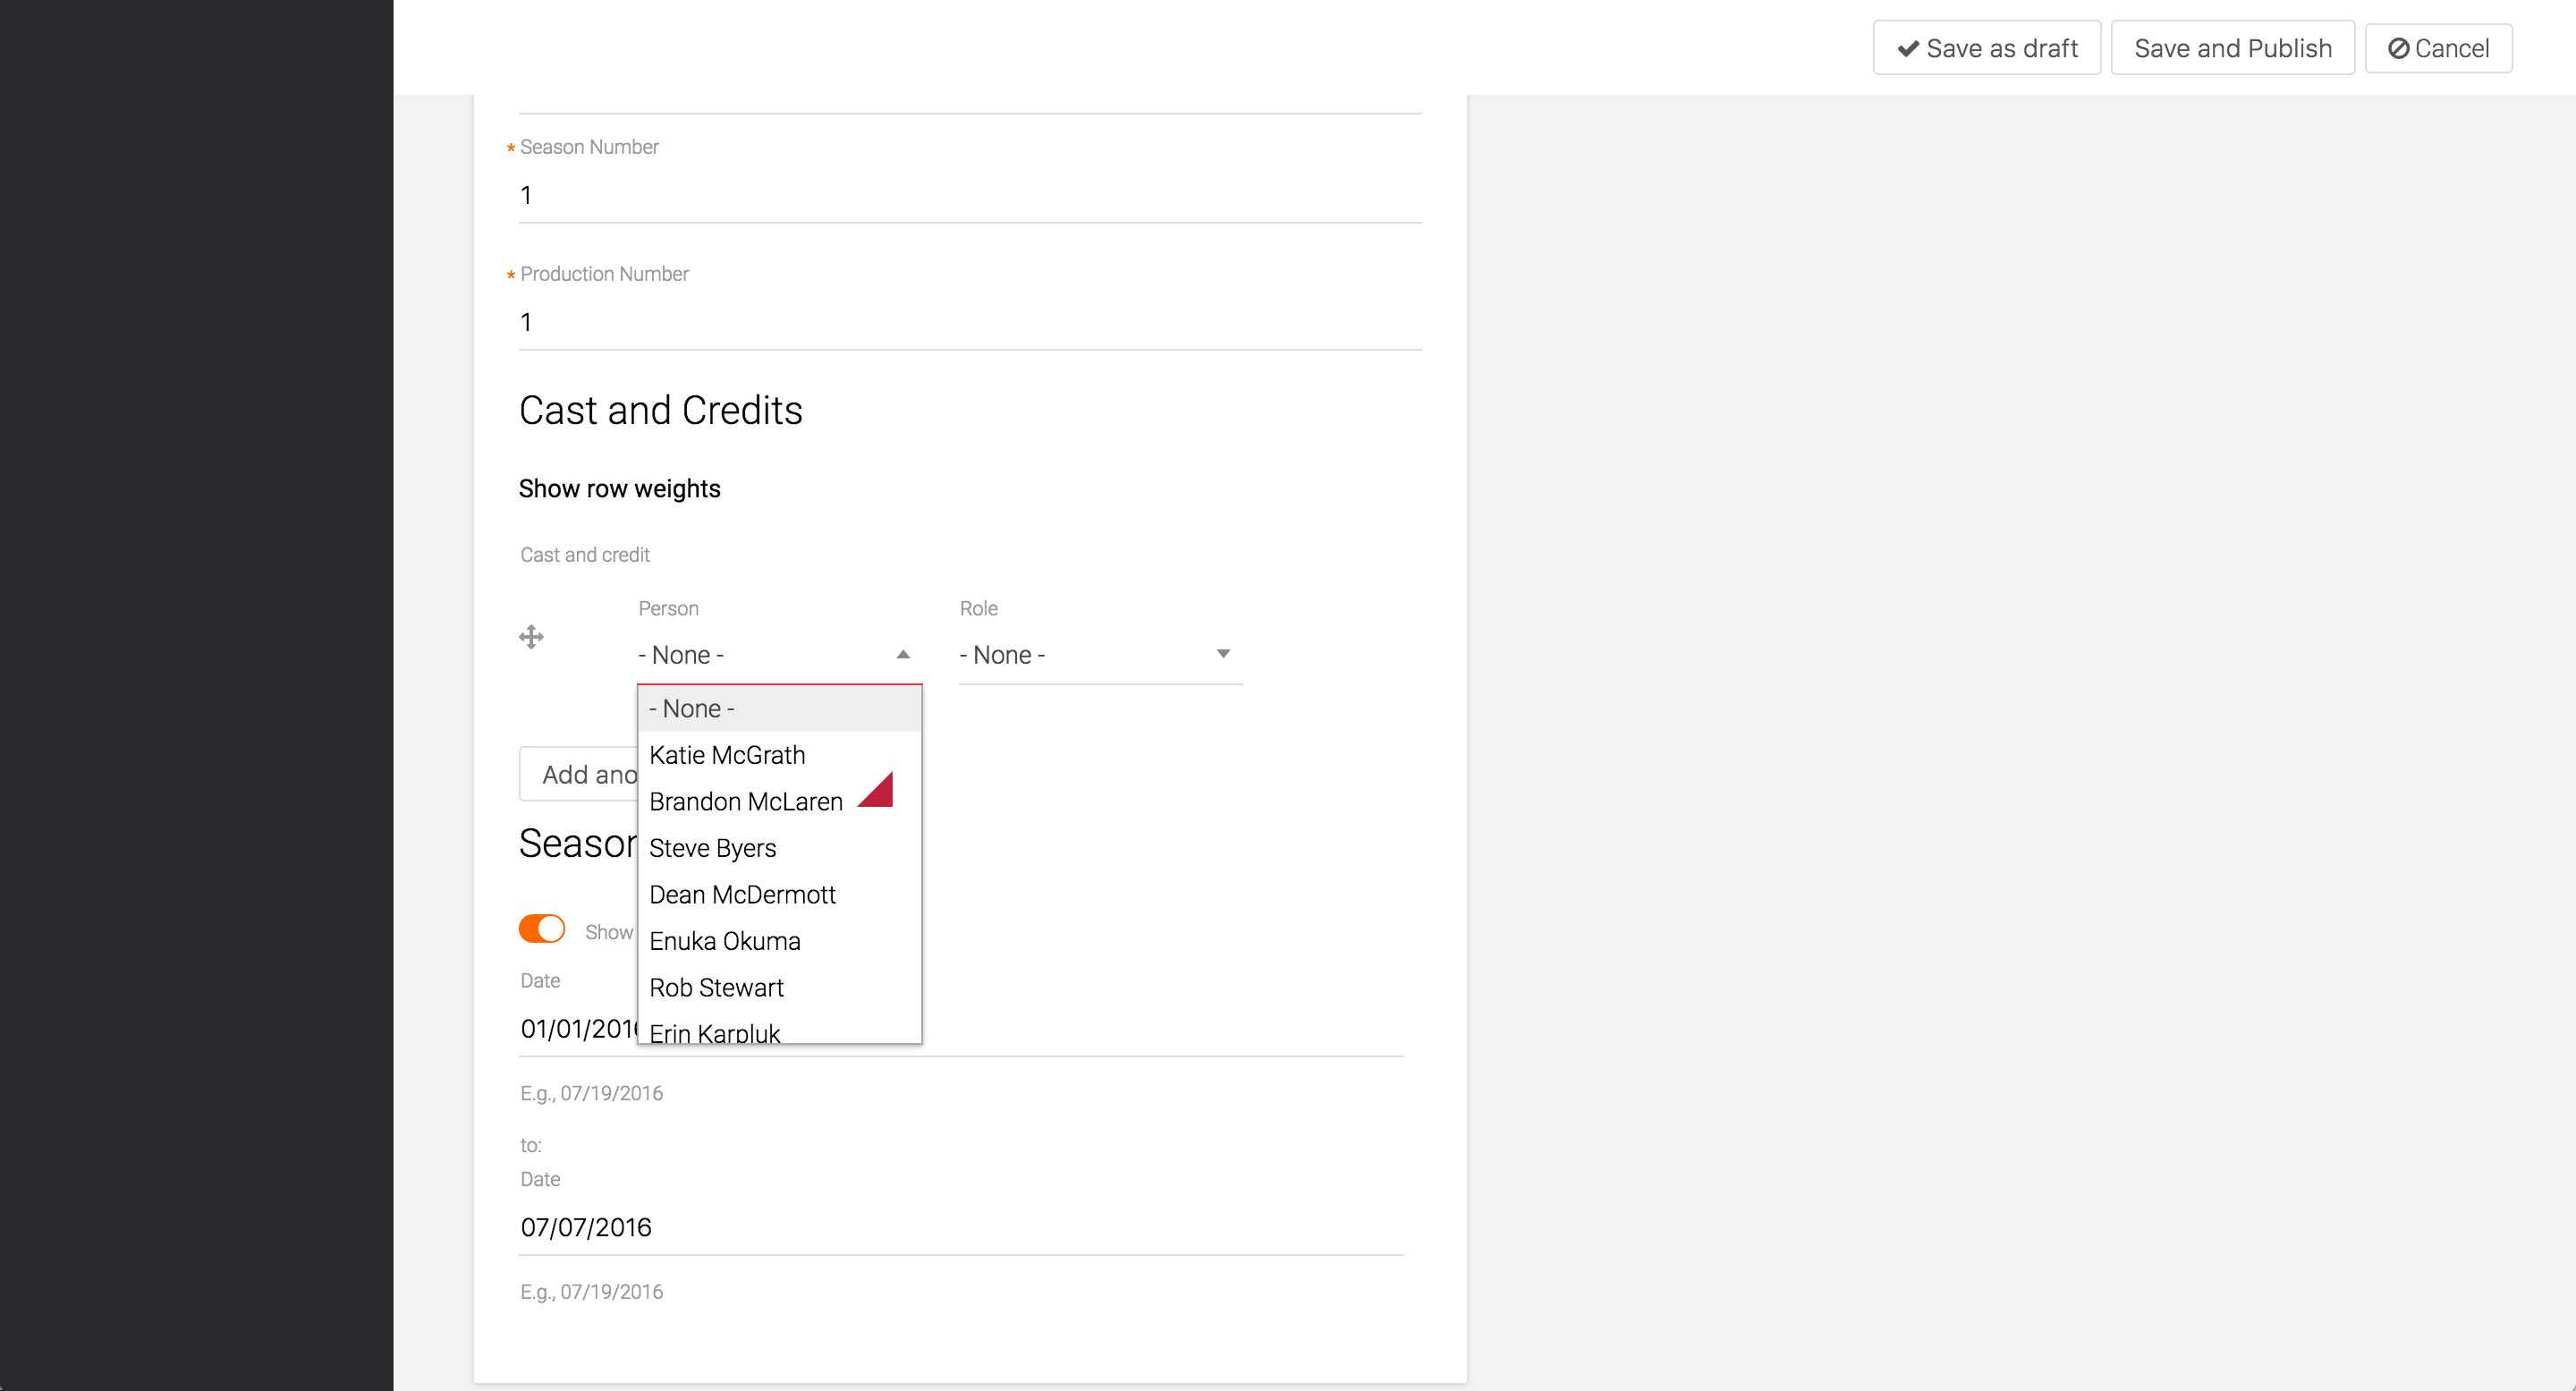 Save as draft Save and Publish Cancel
* Season Number
1
* Production Number
1
Cast and Credits
Show row weights
Cast and credit
Person Role
- None - - None -
- None -
Katie McGrath
Add ano
Brandon McLaren
Season
Steve Byers
Dean McDermott
Show
Enuka Okuma
Date
Rob Stewart
01/01/2016
Erin Karpluk
E.g., 07/19/2016
to:
Date
07/07/2016
E.g., 07/19/2016